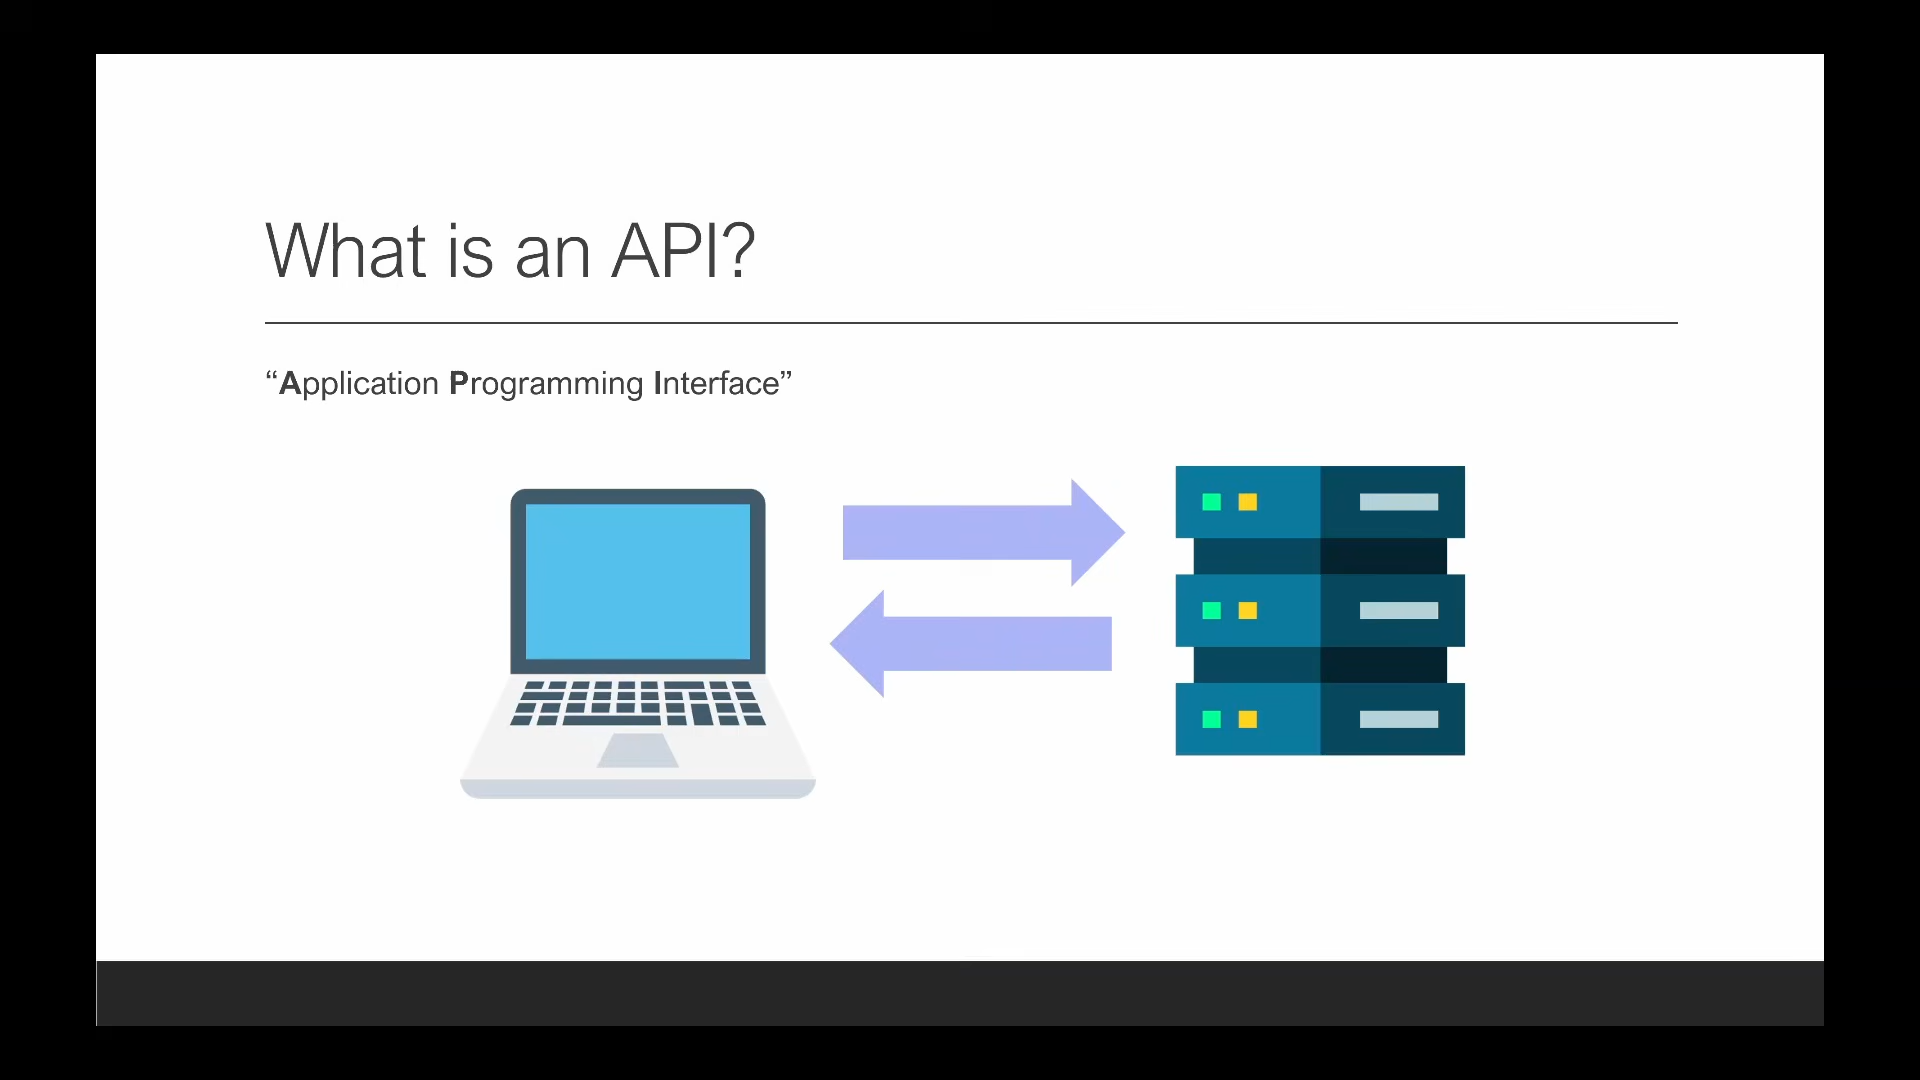 What is an API?
“Application Programming Interface”